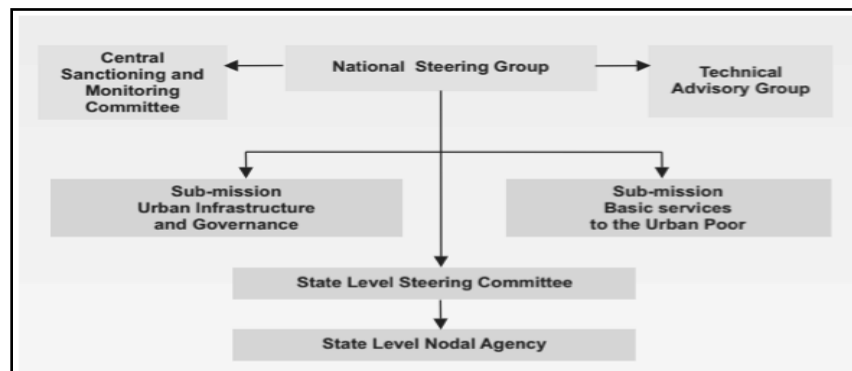 Central
Sanctioning and
Monitoring
Committee
National Steering Group
Technical
Advisory Group
Sub-mission
Urban Infrastructure
and Governance
Sub-mission
Basic services
to the Urban Poor
State Level Steering Committee
State Level Nodal Agency